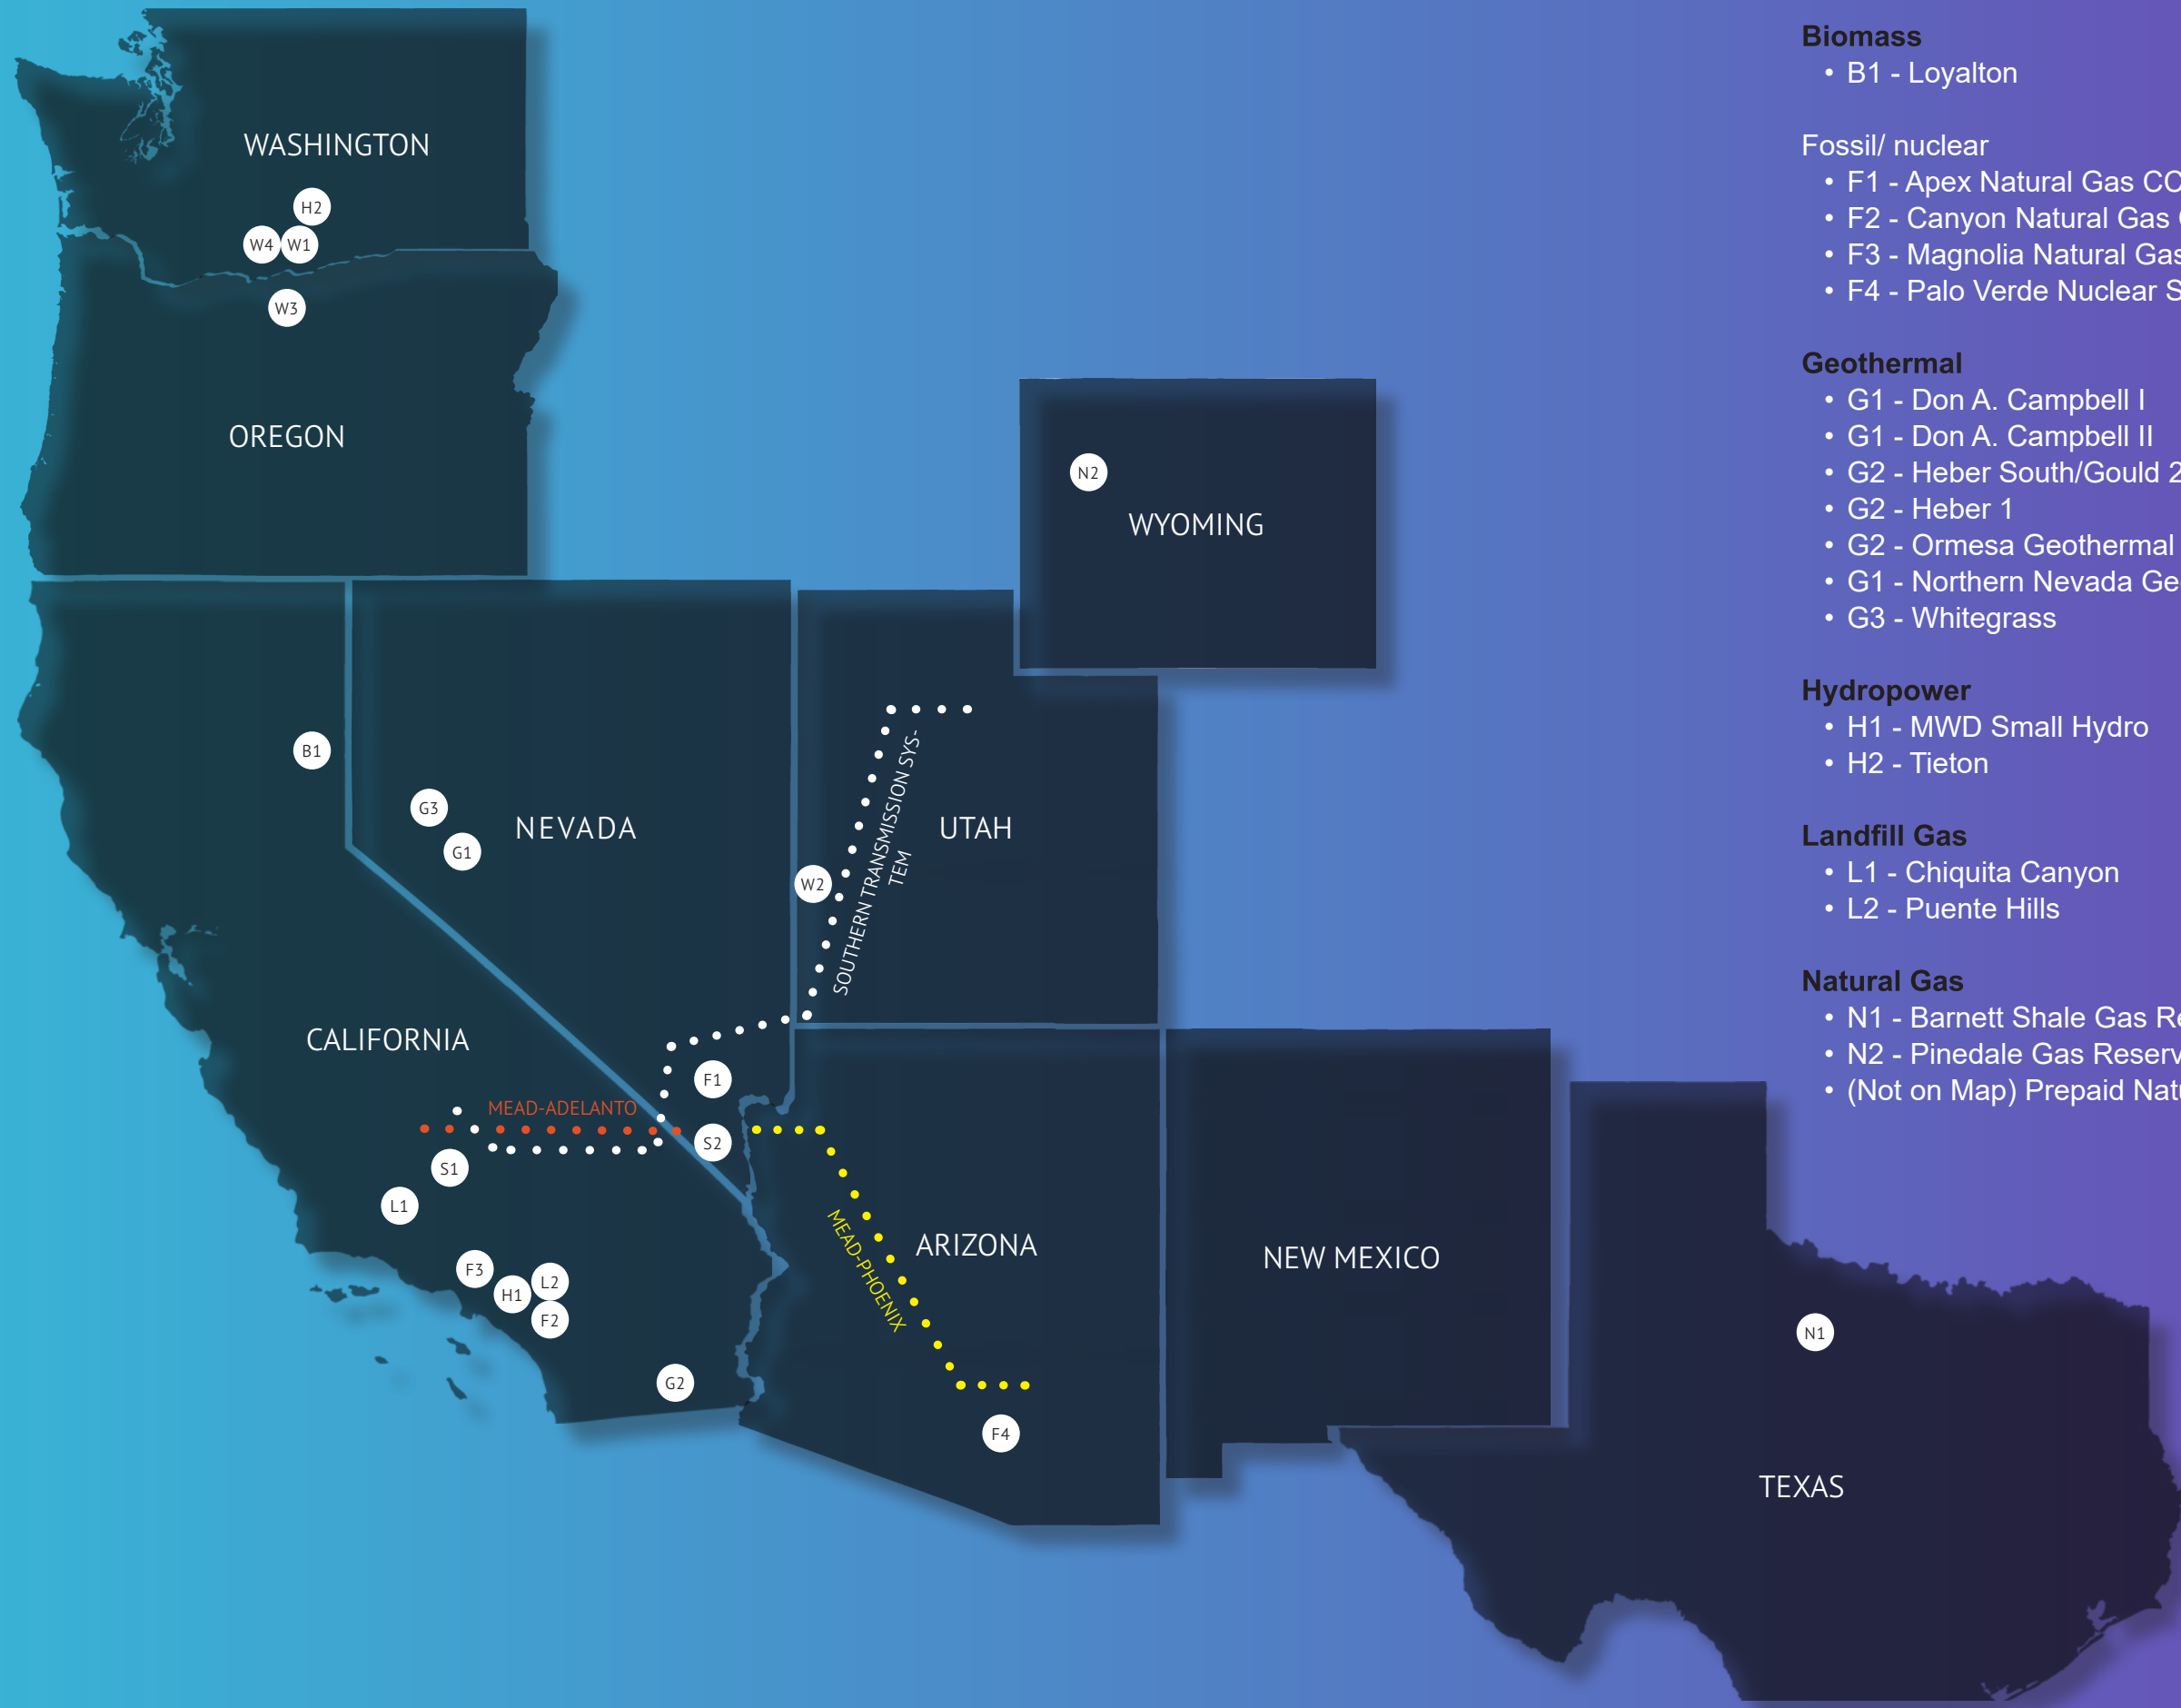 WASHINGTON
H2
W4
W1
W3
OREGON
N2
WYOMING
B1
G3
G1
NEVADA
UTAH
W2
SOUTHERN TRANSMISSION SYS-
TEM
CALIFORNIA
F1
MEAD-ADELANTO
S2
S1
L1
MEAD-PHOENIX
ARIZONA
NEW MEXICO
F3
H1
L2
F2
G2
F4
N1
TEXAS
Biomass
• B1 - Loyalton
Fossil/ nuclear
• F1 - Apex Natural Gas CC
• F2 - Canyon Natural Gas
• F3 - Magnolia Natural Gas
• F4 - Palo Verde Nuclear S
Geothermal
• G1 - Don A. Campbell I
• G1 - Don A. Campbell II
• G2 - Heber South/Gould 2
• G2 - Heber 1
• G2 - Ormesa Geothermal
• G1 - Northern Nevada Ge
• G3 - Whitegrass
Hydropower
• H1 - MWD Small Hydro
• H2 - Tieton
Landfill Gas
• L1 - Chiquita Canyon
• L2 - Puente Hills
Natural Gas
• N1 - Barnett Shale Gas Re
• N2 - Pinedale Gas Reserv
• (Not on Map) Prepaid Natu